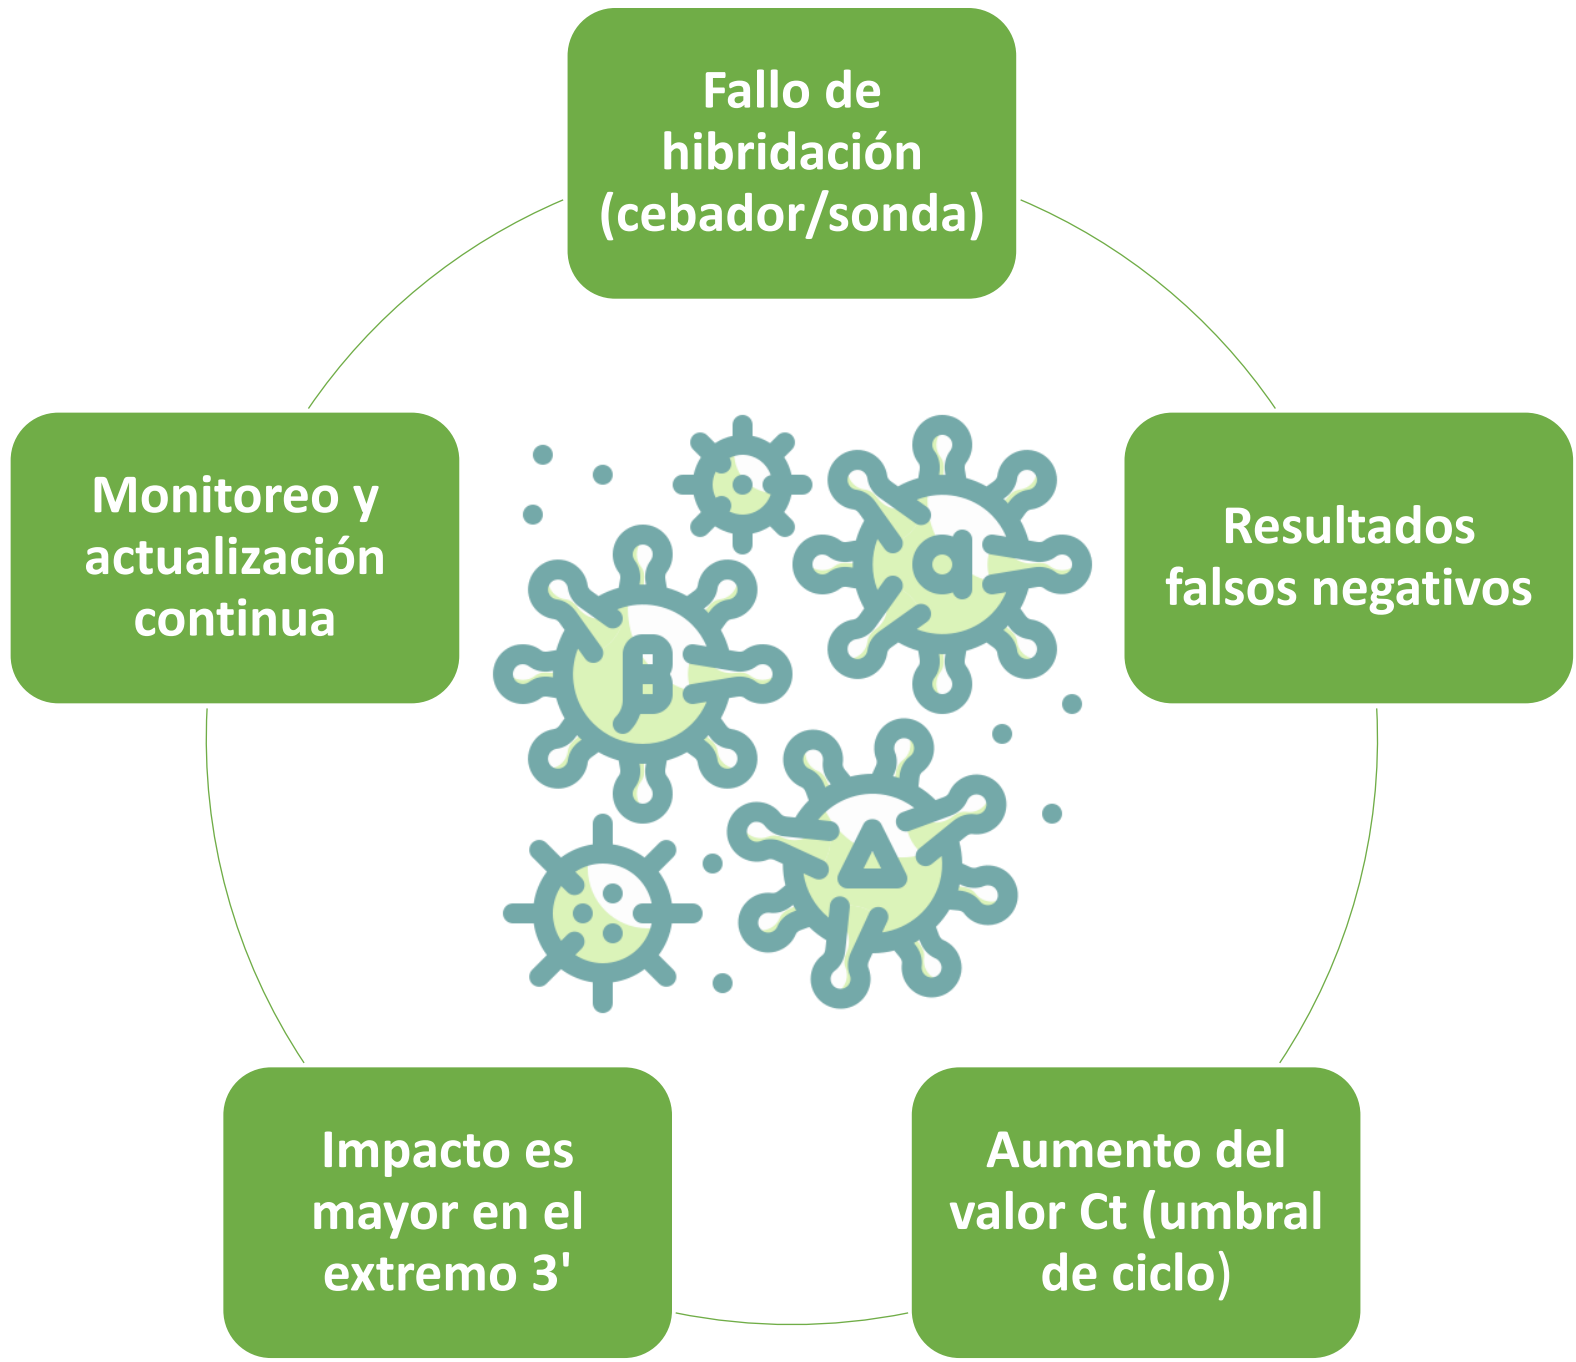 Fallo de
hibridación
(cebador/sonda)
Resultados
falsos negativos
Aumento del
valor Ct (umbral
de ciclo)
Impacto es
mayor en el
extremo 3'
Monitoreo y
actualización
continua
α
β
Δ